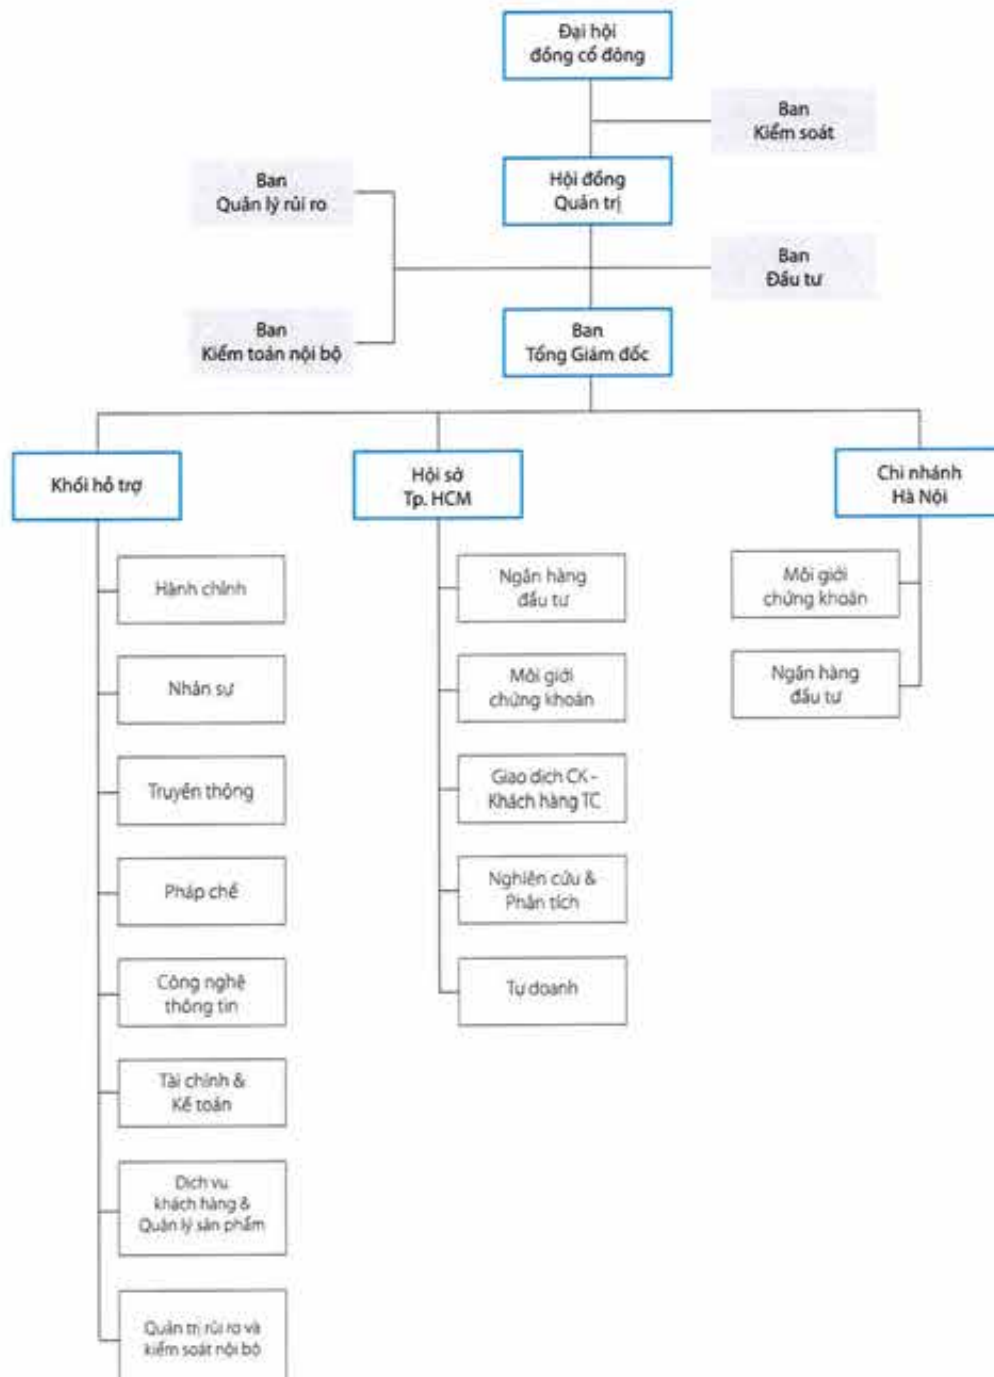 Đại hội
đồng cổ đông
Ban
Kiểm soát
Hội đồng
Quản trị
Ban
Quản lý rủi ro
Ban
Đầu tư
Ban
Kiểm toán nội bộ
Ban
Tổng Giám đốc
Khối hỗ trợ
Hội sở
Tp. HCM
Chi nhánh
Hà Nội
Hành chính
Nhân sự
Truyền thông
Pháp chế
Công nghệ
thông tin
Tài chính &
Kế toán
Dịch vụ
khách hàng &
Quản lý sản phẩm
Quản trị rủi ro và
kiểm soát nội bộ
Ngân hàng
đầu tư
Môi giới
chứng khoán
Giao dịch CK -
Khách hàng TC
Nghiên cứu &
Phân tích
Tự doanh
Môi giới
chứng khoán
Ngân hàng
đầu tư